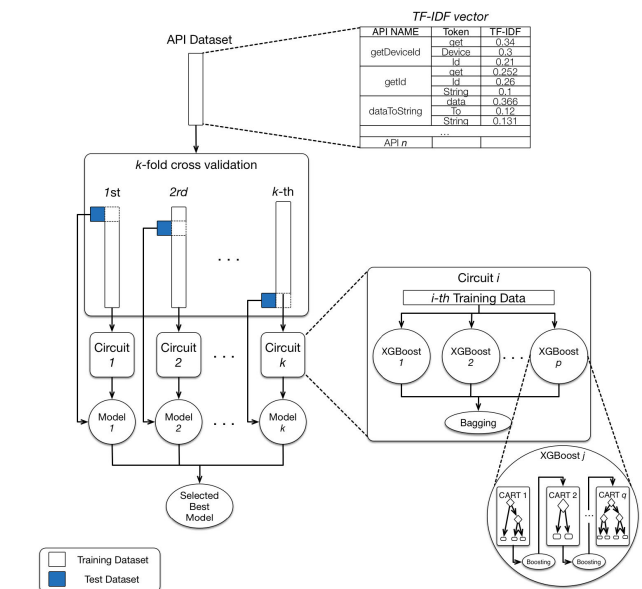 TF-IDF vector
API Dataset
API NAME Token TF-IDF
getDeviceId
get 0.34
Device 0.3
Id 0.21
getId
get 0.252
Id 0.26
String 0.1
dataToString
data 0.366
To 0.12
String 0.131
...
API n
k-fold cross validation
1st 2rd k-th
. . .
Circuit 1
Circuit 2
. . .
Circuit k
Model 1
Model 2
. . .
Model k
Selected
Best
Model
Circuit i
i-th Training Data
XGBoost 1
XGBoost 2
. . .
XGBoost p
Bagging
XGBoost j
CART 1 CART 2 ... CART q
Boosting Boosting
Training Dataset
Test Dataset